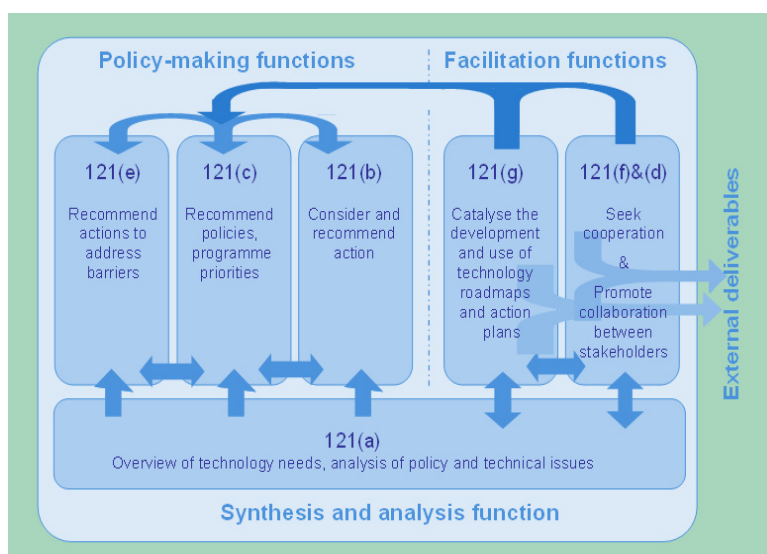 Policy-making functions
Facilitation functions
121(e)
Recommend
actions to
address
barriers
121(c)
Recommend
policies,
programme
priorities
121(b)
Consider and
recommend
action
121(g)
Catalyse the
development
and use of
technology
roadmaps
and action
plans
121(f)&(d)
Seek
cooperation
&
Promote
collaboration
between
stakeholders
External deliverables
121(a)
Overview of technology needs, analysis of policy and technical issues
Synthesis and analysis function